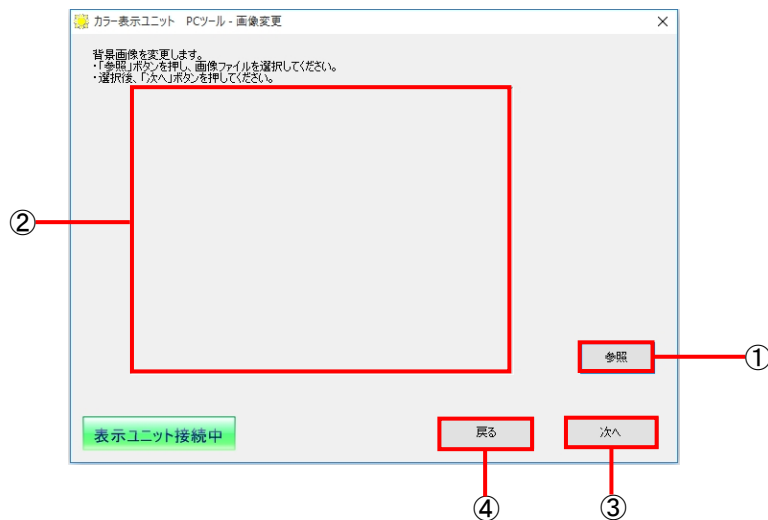 カラー表示ユニット PCツール - 画像変更
背景画像を変更します。
・「参照」ボタンを押し、画像ファイルを選択してください。
・選択後、「次へ」ボタンを押してください。
②
参照
①
表示ユニット接続中
戻る
次へ
④
③